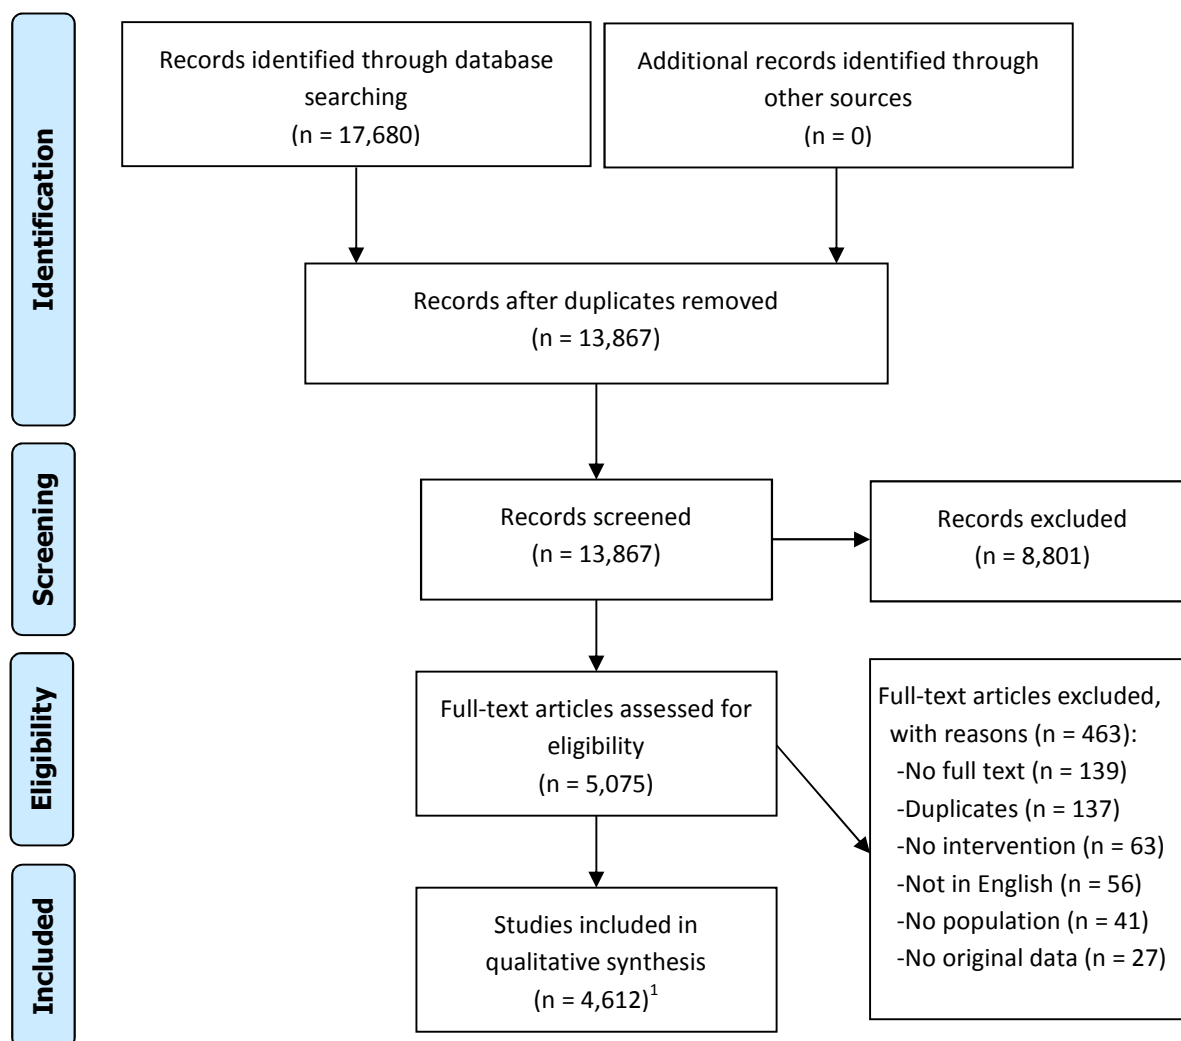 Identification
Records identified through database
searching
(n = 17,680)
Additional records identified through
other sources
(n = 0)
Records after duplicates removed
(n = 13,867)
Screening
Records screened
(n = 13,867)
Records excluded
(n = 8,801)
Eligibility
Full-text articles assessed for
eligibility
(n = 5,075)
Full-text articles excluded,
with reasons (n = 463):
-No full text (n = 139)
-Duplicates (n = 137)
-No intervention (n = 63)
-Not in English (n = 56)
-No population (n = 41)
-No original data (n = 27)
Included
Studies included in
qualitative synthesis
(n = 4,612)¹